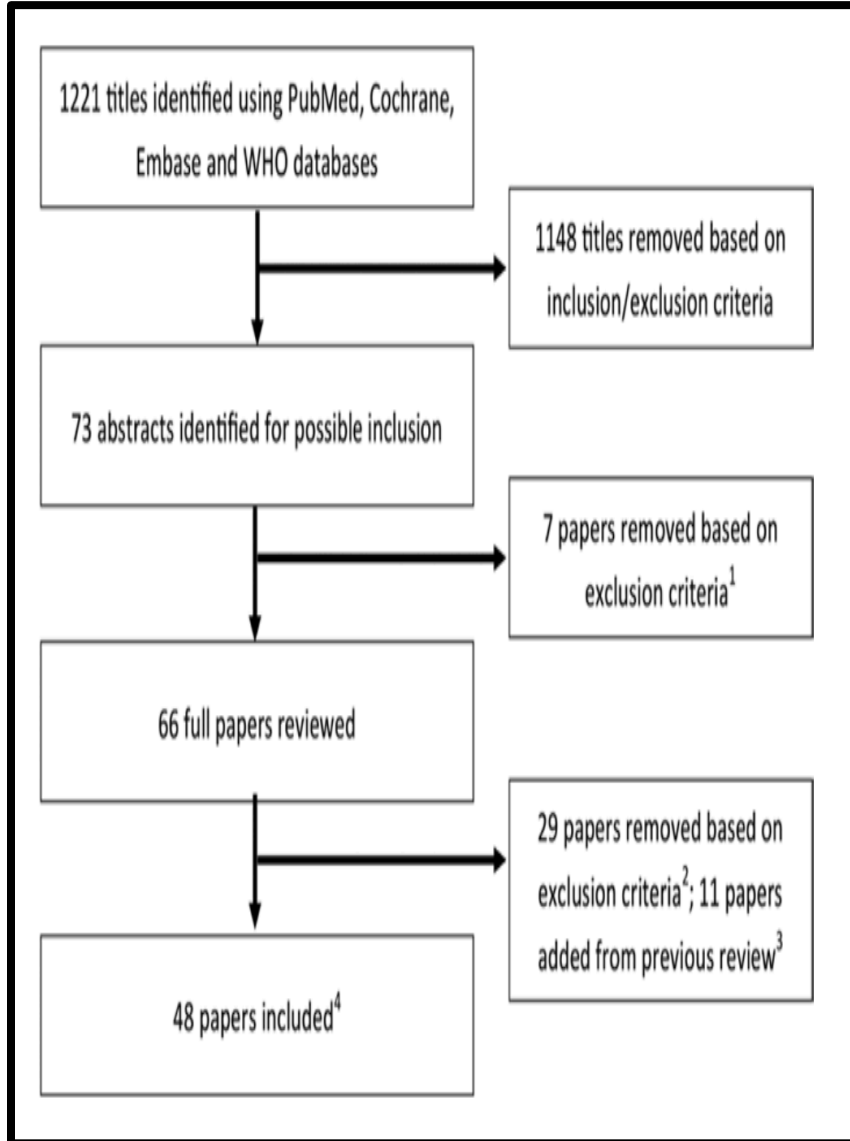 1221 titles identified using PubMed, Cochrane,
Embase and WHO databases
1148 titles removed based on
inclusion/exclusion criteria
73 abstracts identified for possible inclusion
7 papers removed based on
exclusion criteria¹
66 full papers reviewed
29 papers removed based on
exclusion criteria²; 11 papers
added from previous review³
48 papers included⁴